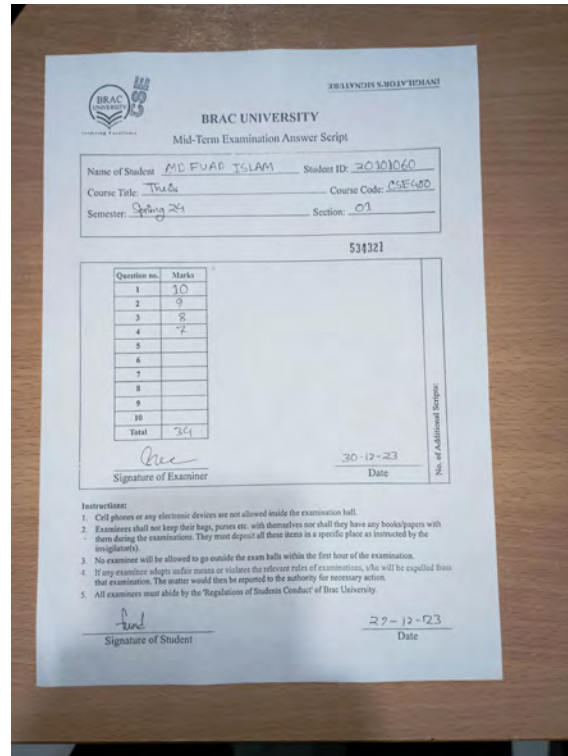 INVIGILATOR'S SIGNATURE
CSE
BRAC
UNIVERSITY
Inspiring Excellence
BRAC UNIVERSITY
Mid-Term Examination Answer Script
Name of Student MD FUAD ISLAM Student ID: 20101060
Course Title: Thesis Course Code: CSE400
Semester: Spring 24 Section: 01
534321
Question no. Marks
1 10
2 9
3 8
4 7
5
6
7
8
9
10
Total 34
No. of Additional Scripts:
30-12-23
Signature of Examiner Date
Instructions:
1. Cell phones or any electronic devices are not allowed inside the examination hall.
2. Examinees shall not keep their bags, purses etc. with themselves nor shall they have any books/papers with
them during the examinations. They must deposit all these items in a specific place as instructed by the
invigilator(s).
3. No examinee will be allowed to go outside the exam halls within the first hour of the examination.
4. If any examinee adopts unfair means or violates the relevant rules of examinations, s/he will be expelled from
that examination. The matter would then be reported to the authority for necessary action.
5. All examinees must abide by the 'Regulations of Students Conduct' of Brac University.
29-12-23
Signature of Student Date